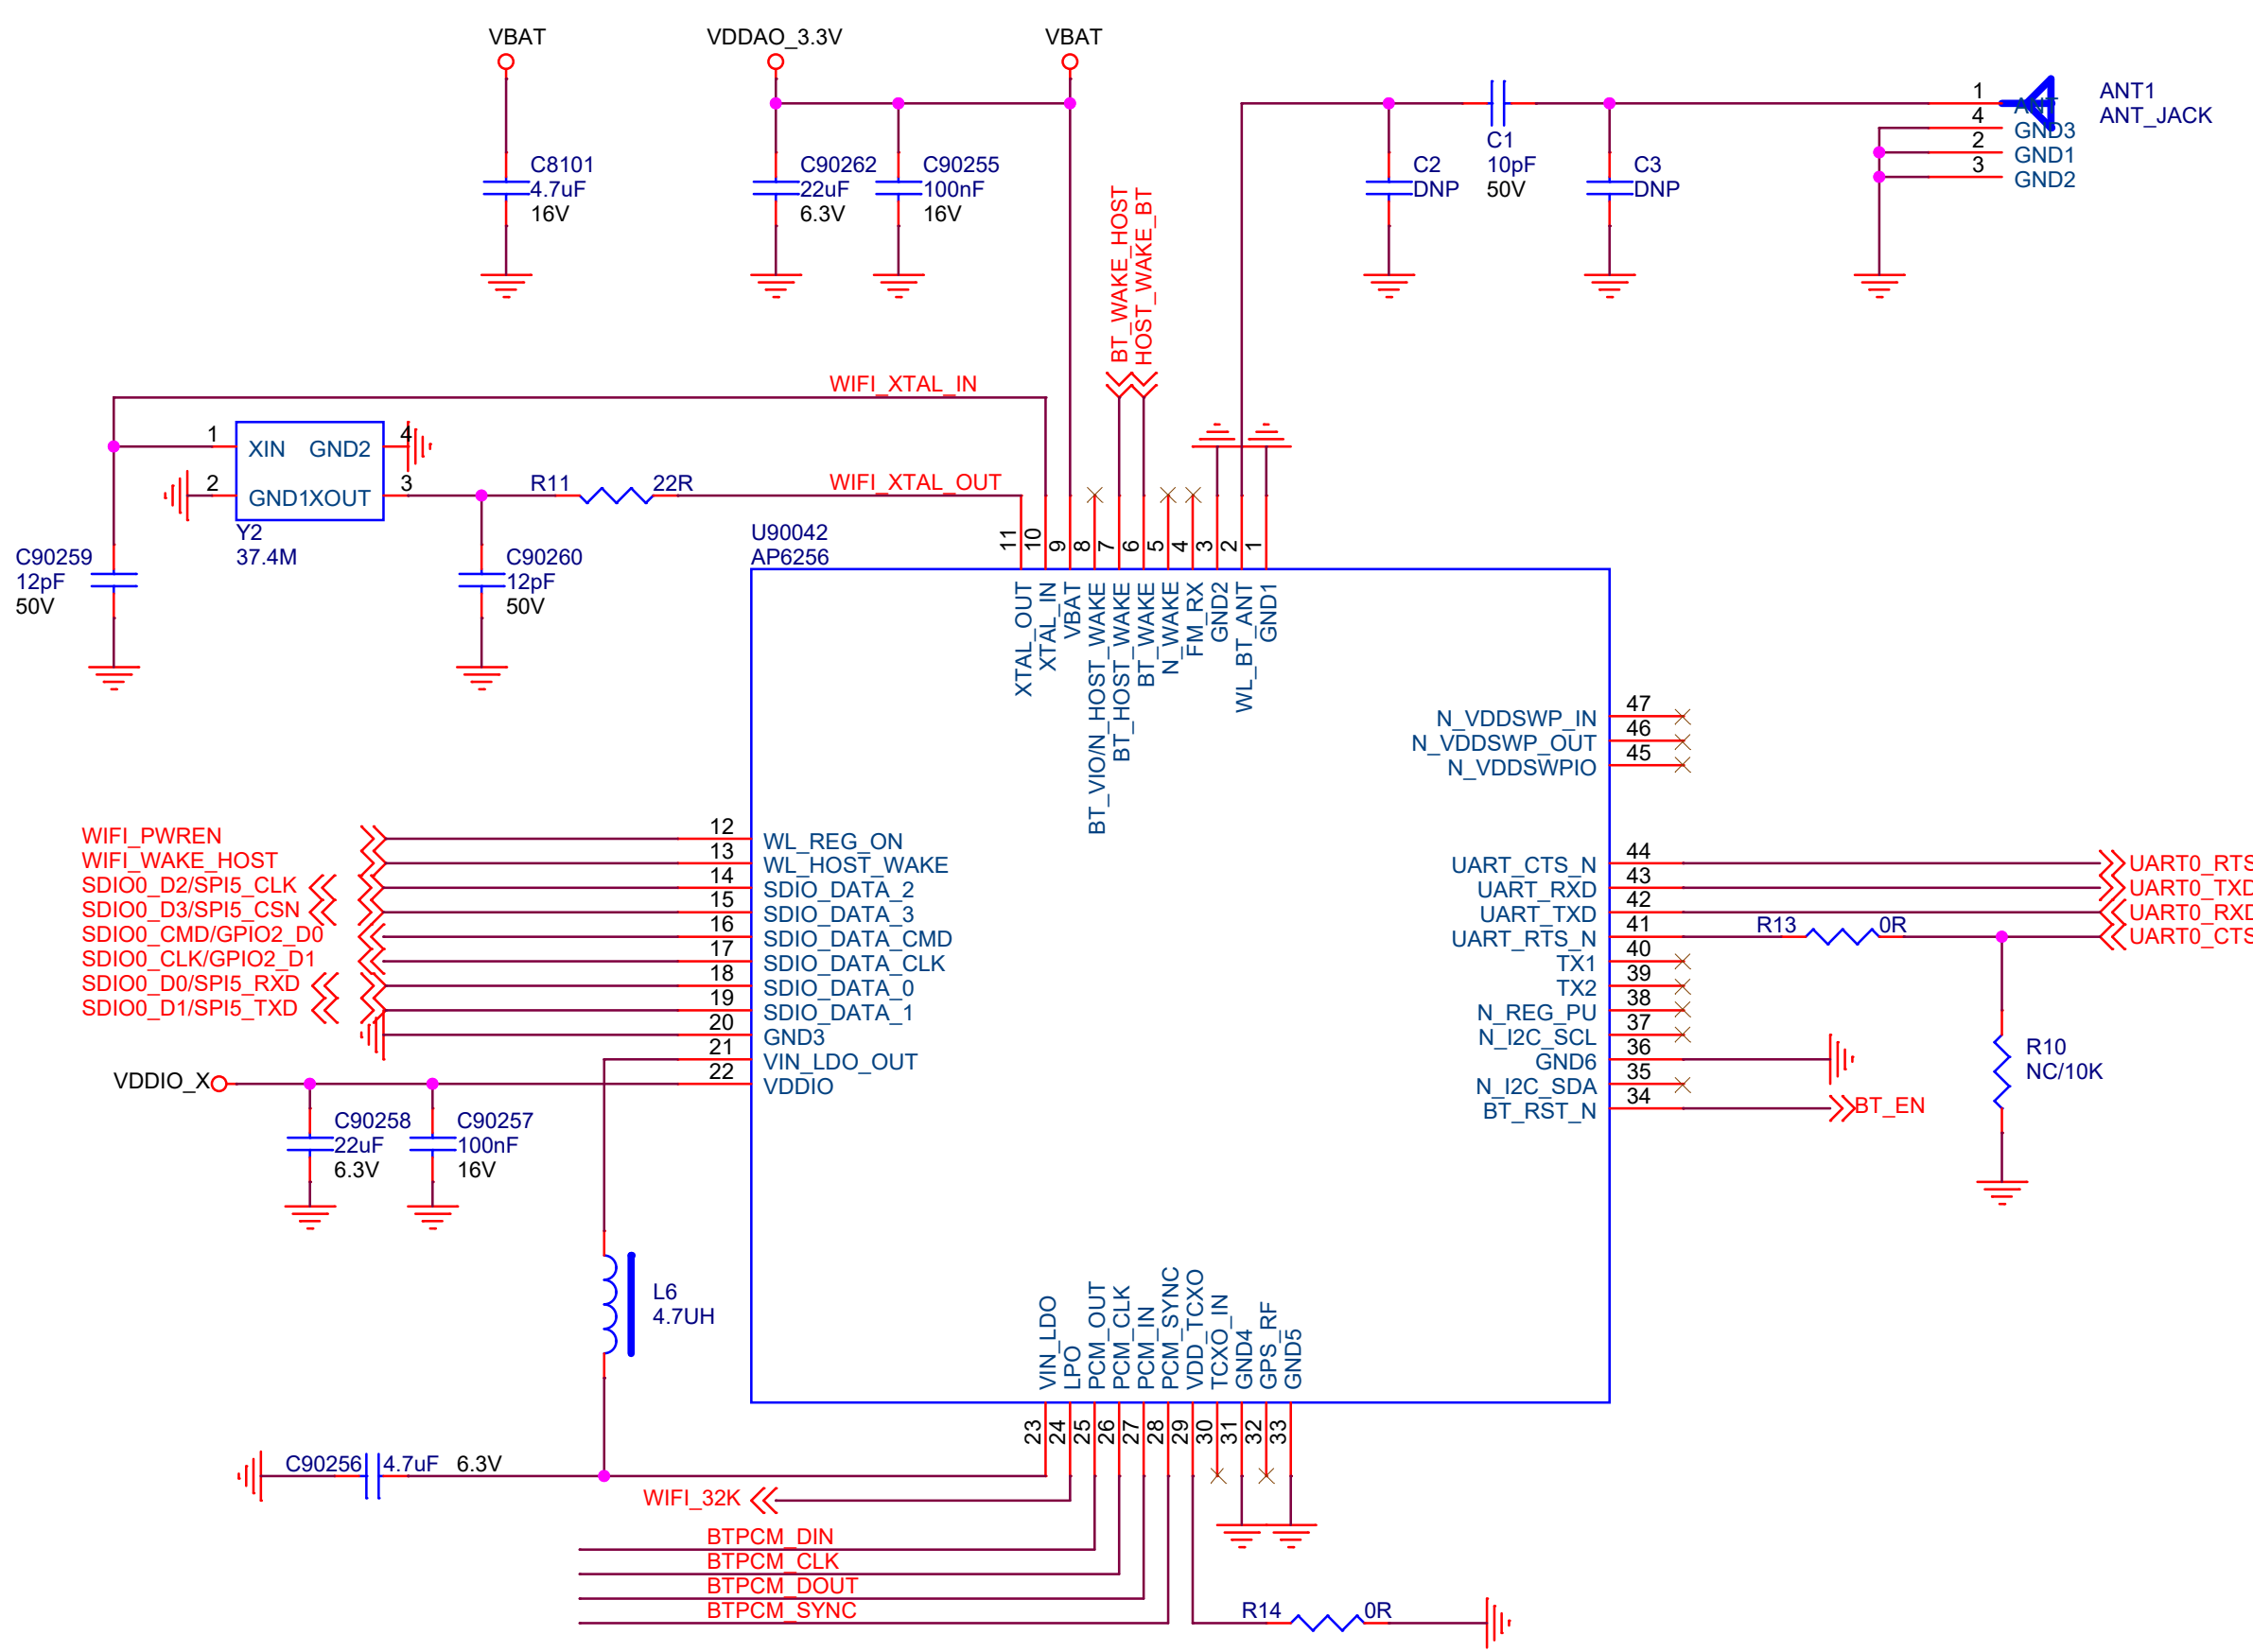 VBAT
VDDAO_3.3V
VBAT
C8101
4.7uF
16V
C90262
22uF
6.3V
C90255
100nF
16V
C2
DNP
C1
10pF
50V
C3
DNP
1
4
2
3
ANT
GND3
GND1
GND2
ANT1
ANT_JACK
BT_WAKE_HOST
HOST_WAKE_BT
WIFI_XTAL_IN
1
XIN
GND2
4
2
GND1
XOUT
3
Y2
37.4M
R11
22R
WIFI_XTAL_OUT
C90259
12pF
50V
C90260
12pF
50V
U90042
AP6256
11
10
9
8
7
6
5
4
3
2
1
XTAL_OUT
XTAL_IN
VBAT
BT_VIO/N_HOST_WAKE
BT_HOST_WAKE
BT_WAKE
N_WAKE
FM_RX
GND2
WL_BT_ANT
GND1
N_VDDSWP_IN 47
N_VDDSWP_OUT 46
N_VDDSWPIO 45
WIFI_PWREN 12 WL_REG_ON
WIFI_WAKE_HOST 13 WL_HOST_WAKE
SDIO0_D2/SPI5_CLK 14 SDIO_DATA_2
SDIO0_D3/SPI5_CSN 15 SDIO_DATA_3
SDIO0_CMD/GPIO2_D0 16 SDIO_DATA_CMD
SDIO0_CLK/GPIO2_D1 17 SDIO_DATA_CLK
SDIO0_D0/SPI5_RXD 18 SDIO_DATA_0
SDIO0_D1/SPI5_TXD 19 SDIO_DATA_1
20 GND3
21 VIN_LDO_OUT
VDDIO_X 22 VDDIO
UART_CTS_N 44 UART0_RTS
UART_RXD 43 UART0_TXD
UART_TXD 42 UART0_RXD
UART_RTS_N 41 R13 0R UART0_CTS
TX1 40
TX2 39
N_REG_PU 38
N_I2C_SCL 37
GND6 36
N_I2C_SDA 35
BT_RST_N 34 BT_EN
R10
NC/10K
C90258
22uF
6.3V
C90257
100nF
16V
L6
4.7UH
VIN_LDO
LPO
PCM_OUT
PCM_CLK
PCM_IN
PCM_SYNC
VDD_TCXO
TCXO_IN
GND4
GPS_RF
GND5
23
24
25
26
27
28
29
30
31
32
33
C90256 4.7uF 6.3V
WIFI_32K
BTPCM_DIN
BTPCM_CLK
BTPCM_DOUT
BTPCM_SYNC
R14 0R